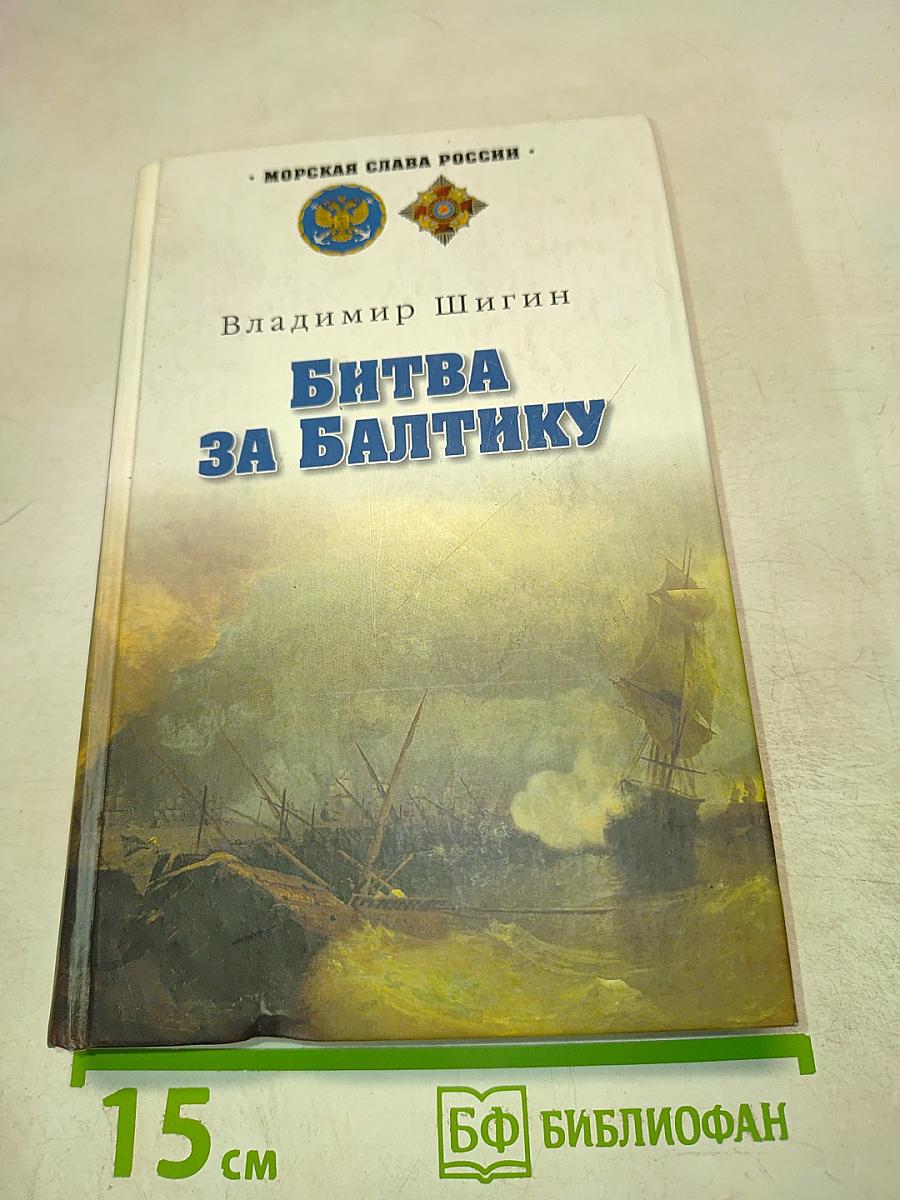 • МОРСКАЯ СЛАВА РОССИИ •
Владимир Шигин
БИТВА
ЗА БАЛТИКУ
15 см
БФ БИБЛИОФАН